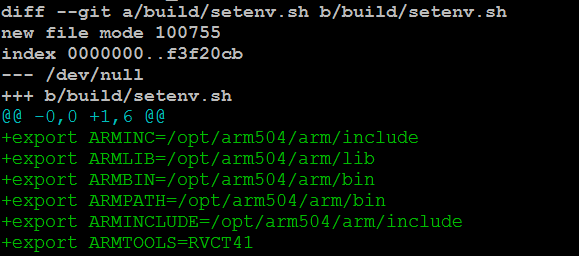 diff --git a/build/setenv.sh b/build/setenv.sh
new file mode 100755
index 0000000..f3f20cb
--- /dev/null
+++ b/build/setenv.sh
@@ -0,0 +1,6 @@
+export ARMINC=/opt/arm504/arm/include
+export ARMLIB=/opt/arm504/arm/lib
+export ARMBIN=/opt/arm504/arm/bin
+export ARMPATH=/opt/arm504/arm/bin
+export ARMINCLUDE=/opt/arm504/arm/include
+export ARMTOOLS=RVCT41